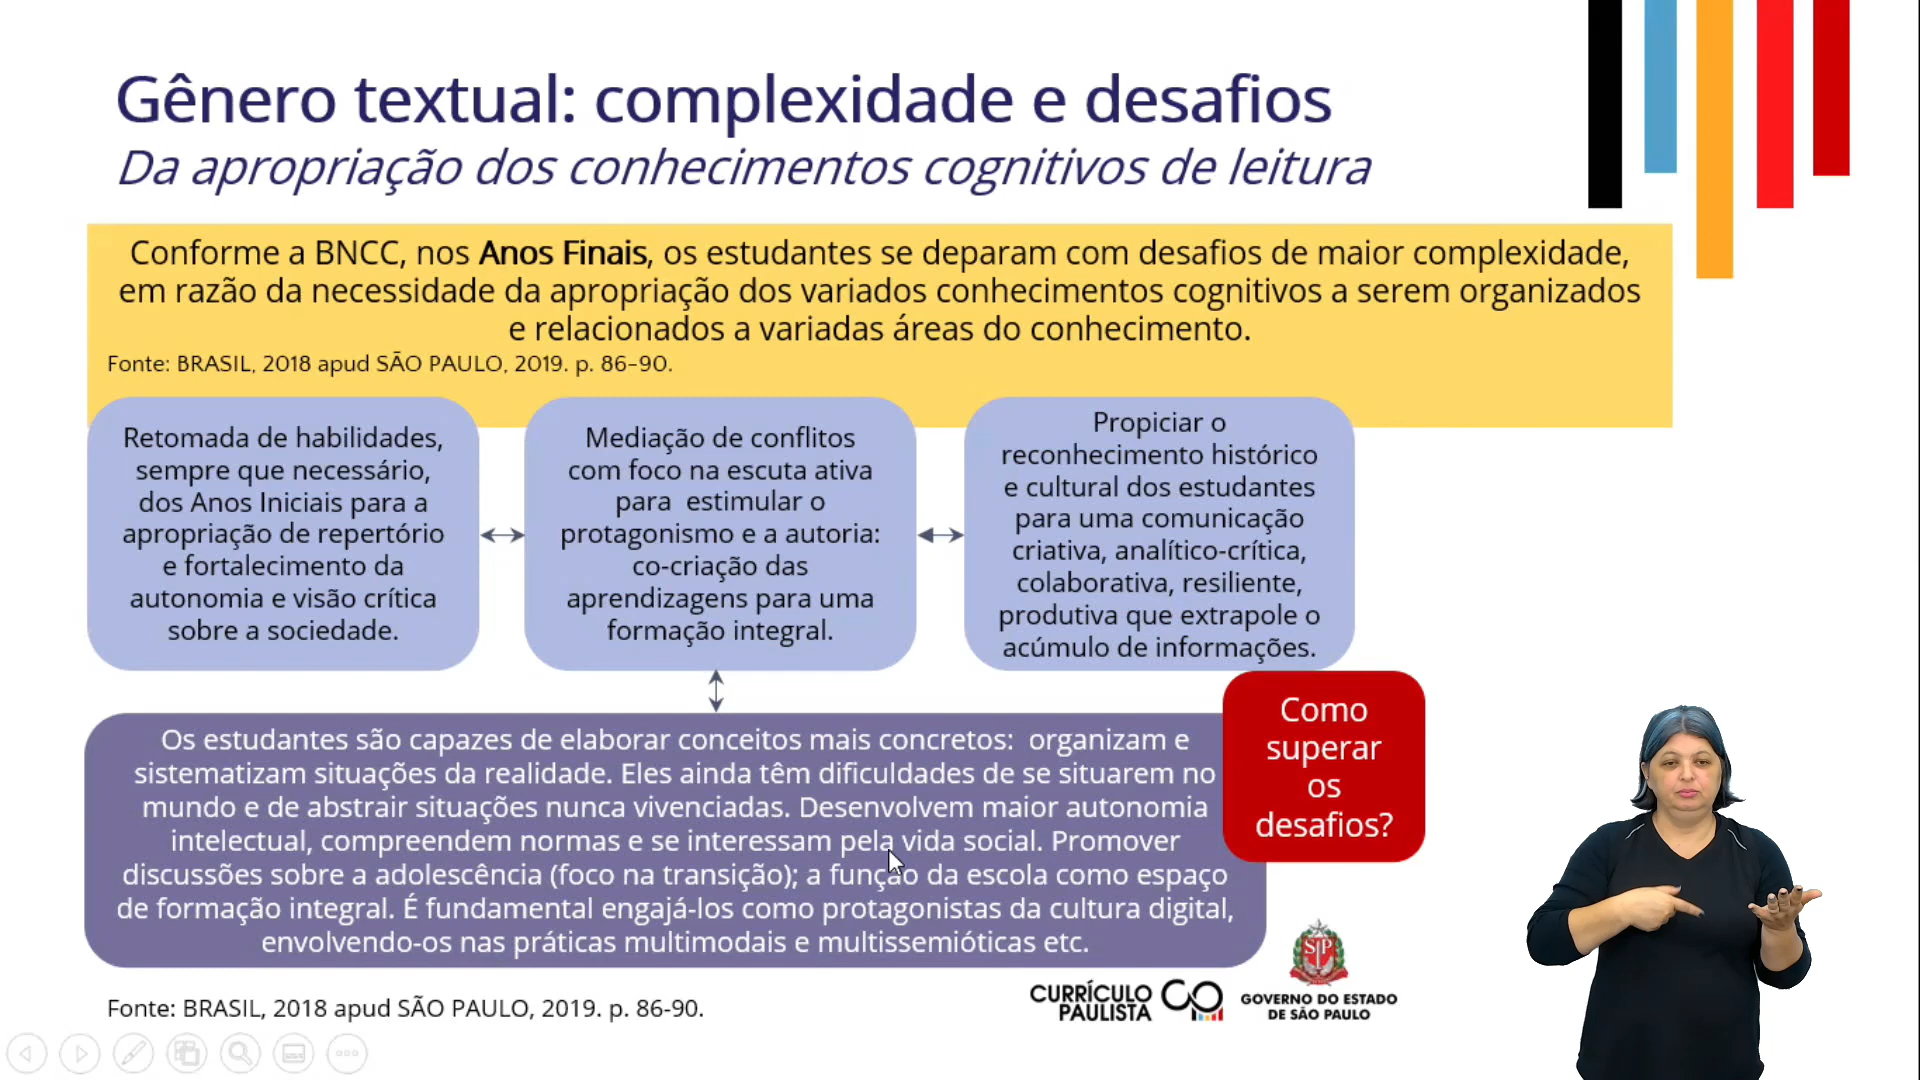 Gênero textual: complexidade e desafios
Da apropriação dos conhecimentos cognitivos de leitura
Conforme a BNCC, nos Anos Finais, os estudantes se deparam com desafios de maior complexidade,
em razão da necessidade da apropriação dos variados conhecimentos cognitivos a serem organizados
e relacionados a variadas áreas do conhecimento.
Fonte: BRASIL, 2018 apud SÃO PAULO, 2019. p. 86–90.
Retomada de habilidades,
sempre que necessário,
dos Anos Iniciais para a
apropriação de repertório
e fortalecimento da
autonomia e visão crítica
sobre a sociedade.
Mediação de conflitos
com foco na escuta ativa
para estimular o
protagonismo e a autoria:
co-criação das
aprendizagens para uma
formação integral.
Propiciar o
reconhecimento histórico
e cultural dos estudantes
para uma comunicação
criativa, analítico-crítica,
colaborativa, resiliente,
produtiva que extrapole o
acúmulo de informações.
Os estudantes são capazes de elaborar conceitos mais concretos: organizam e
sistematizam situações da realidade. Eles ainda têm dificuldades de se situarem no
mundo e de abstrair situações nunca vivenciadas. Desenvolvem maior autonomia
intelectual, compreendem normas e se interessam pela vida social. Promover
discussões sobre a adolescência (foco na transição); a função da escola como espaço
de formação integral. É fundamental engajá-los como protagonistas da cultura digital,
envolvendo-os nas práticas multimodais e multissemióticas etc.
Como
superar
os
desafios?
Fonte: BRASIL, 2018 apud SÃO PAULO, 2019. p. 86-90.
CURRÍCULO
PAULISTA
SP
GOVERNO DO ESTADO
DE SÃO PAULO